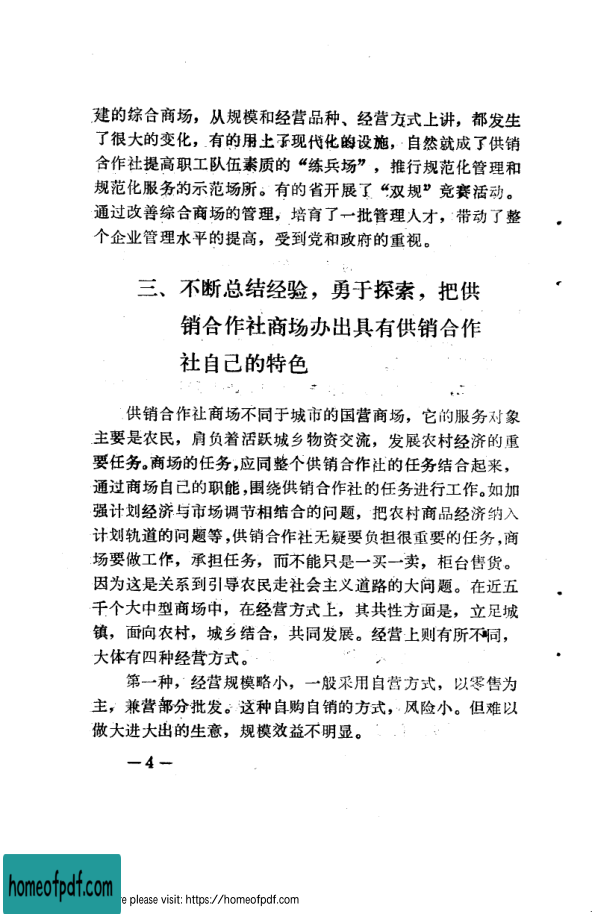 建的综合商场，从规模和经营品种、经营方式上讲，都发生
了很大的变化，有的用上了现代化的设施，自然就成了供销
合作社提高职工队伍素质的“练兵场”，推行规范化管理和
规范化服务的示范场所。有的省开展了“双规”竞赛活动。
通过改善综合商场的管理，培育了一批管理人才，带动了整
个企业管理水平的提高，受到党和政府的重视。
三、不断总结经验，勇于探索，把供
销合作社商场办出具有供销合作
社自己的特色
供销合作社商场不同于城市的国营商场，它的服务对象
主要是农民，肩负着活跃城乡物资交流，发展农村经济的重
要任务。商场的任务，应同整个供销合作社的任务结合起来，
通过商场自己的职能，围绕供销合作社的任务进行工作。如加
强计划经济与市场调节相结合的问题，把农村商品经济纳入
计划轨道的问题等，供销合作社无疑要负担很重要的任务，商
场要做工作，承担任务，而不能只是一买一卖，柜台售货。
因为这是关系到引导农民走社会主义道路的大问题。在近五
千个大中型商场中，在经营方式上，其共性方面是，立足城
镇，面向农村，城乡结合，共同发展。经营上则有所不同，
大体有四种经营方式。
第一种，经营规模略小，一般采用自营方式，以零售为
主，兼营部分批发。这种自购自销的方式，风险小。但难以
做大进大出的生意，规模效益不明显。
—4—
homeofpdf.com
re please visit: https://homeofpdf.com